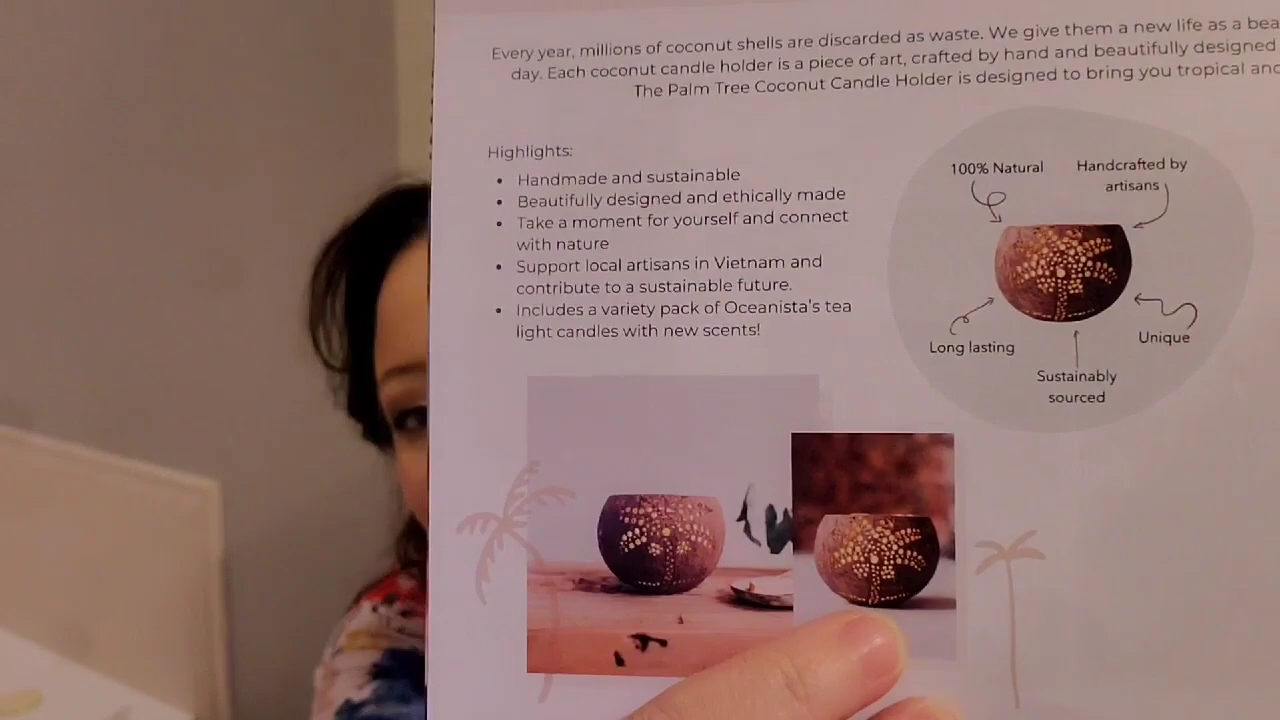 Every year, millions of coconut shells are discarded as waste. We give them a new life as a
day. Each coconut candle holder is a piece of art, crafted by hand and beautifully designed
The Palm Tree Coconut Candle Holder is designed to bring you tropical
Highlights:
• Handmade and sustainable
• Beautifully designed and ethically made
• Take a moment for yourself and connect
with nature
• Support local artisans in Vietnam and
contribute to a sustainable future.
• Includes a variety pack of Oceanista's tea
light candles with new scents!
100% Natural
Handcrafted by
artisans
Long lasting
Unique
Sustainably
sourced